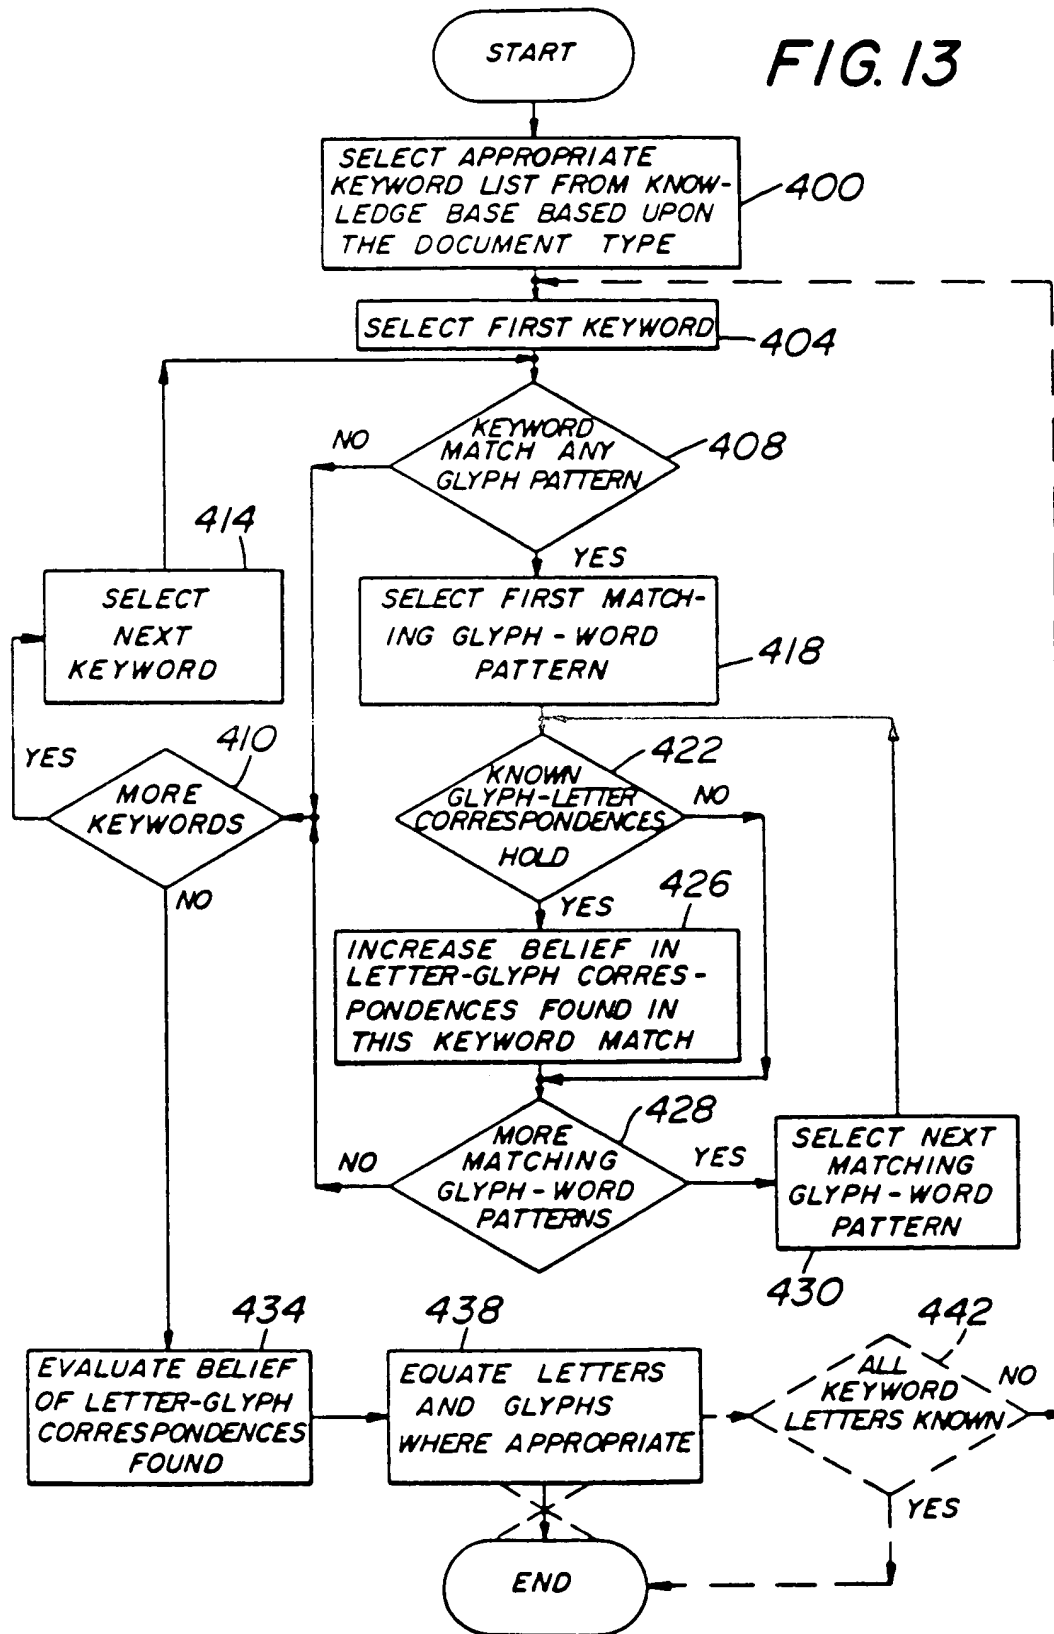 START
FIG. 13
SELECT APPROPRIATE
KEYWORD LIST FROM KNOW-
LEDGE BASE BASED UPON
THE DOCUMENT TYPE
400
SELECT FIRST KEYWORD
404
KEYWORD
MATCH ANY
GLYPH PATTERN
408
NO
YES
414
SELECT
NEXT
KEYWORD
SELECT FIRST MATCH-
ING GLYPH - WORD
PATTERN
418
YES
410
MORE
KEYWORDS
NO
422
KNOWN
GLYPH-LETTER
CORRESPONDENCES
HOLD
NO
YES
426
INCREASE BELIEF IN
LETTER-GLYPH CORRES-
PONDENCES FOUND IN
THIS KEYWORD MATCH
428
MORE
MATCHING
GLYPH-WORD
PATTERNS
NO
YES
SELECT NEXT
MATCHING
GLYPH-WORD
PATTERN
430
434
EVALUATE BELIEF
OF LETTER-GLYPH
CORRESPONDENCES
FOUND
438
EQUATE LETTERS
AND GLYPHS
WHERE APPROPRIATE
442
ALL
KEYWORD
LETTERS KNOWN
NO
YES
END